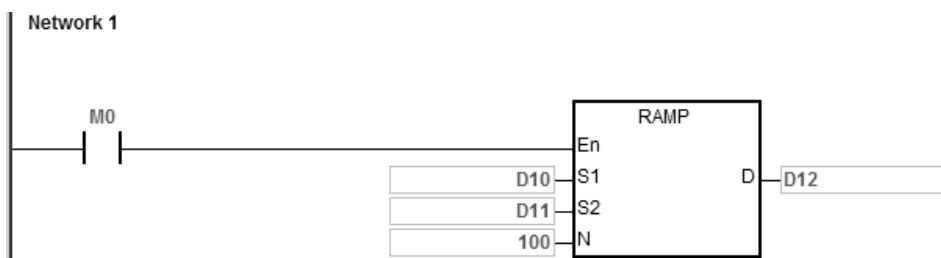 Network 1
M0
RAMP
En
D10 S1 D D12
D11 S2
100 N